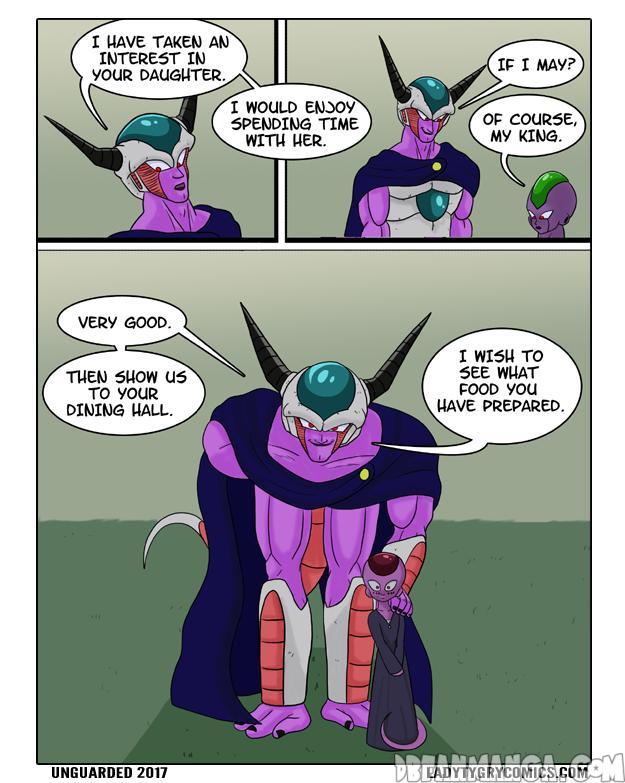 I HAVE TAKEN AN
INTEREST IN
YOUR DAUGHTER.
I WOULD ENJOY
SPENDING TIME
WITH HER.
IF I MAY?
OF COURSE,
MY KING.
VERY GOOD.
THEN SHOW US
TO YOUR
DINING HALL.
I WISH TO
SEE WHAT
FOOD YOU
HAVE PREPARED.
UNGUARDED 2017
LADYTYGRYCOMICS.COM
DBFANMANGA.COM